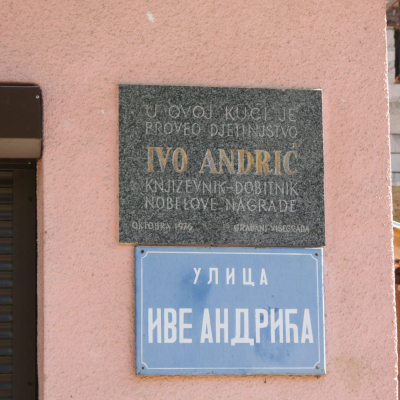 U OVOJ KUĆI JE
PROVEO DJETINJSTVO
IVO ANDRIĆ
KNJIŽEVNIK-DOBITNIK
NOBELOVE NAGRADE
OKTOBRA 1976 GRAĐANI VIŠEGRADA
УЛИЦА
ИВЕ АНДРИЋА